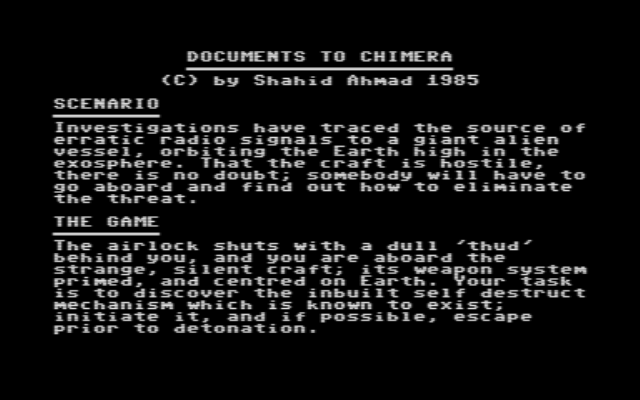 DOCUMENTS TO CHIMERA
(C) by Shahid Ahmad 1985
SCENARIO
Investigations have traced the source of
erratic radio signals to a giant alien
vessel, orbiting the Earth high in the
exosphere. That the craft is hostile,
there is no doubt; somebody will have to
go aboard and find out how to eliminate
the threat.
THE GAME
The airlock shuts with a dull 'thud'
behind you, and you are aboard the
strange, silent craft; its weapon system
primed, and centred on Earth. Your task
is to discover the inbuilt self destruct
mechanism which is known to exist;
initiate it, and if possible, escape
prior to detonation.